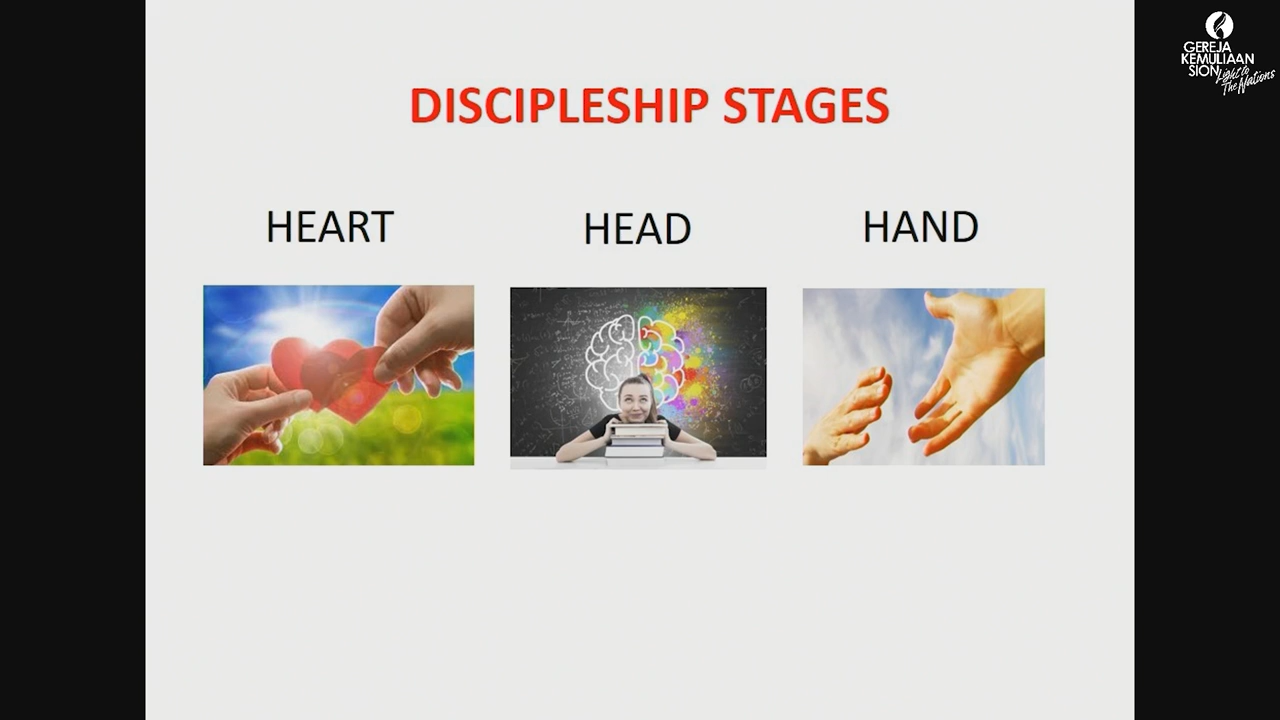 DISCIPLESHIP STAGES
HEART
HEAD
HAND
GEREJA
KEMULIAAN
SION
Light to
The Nations